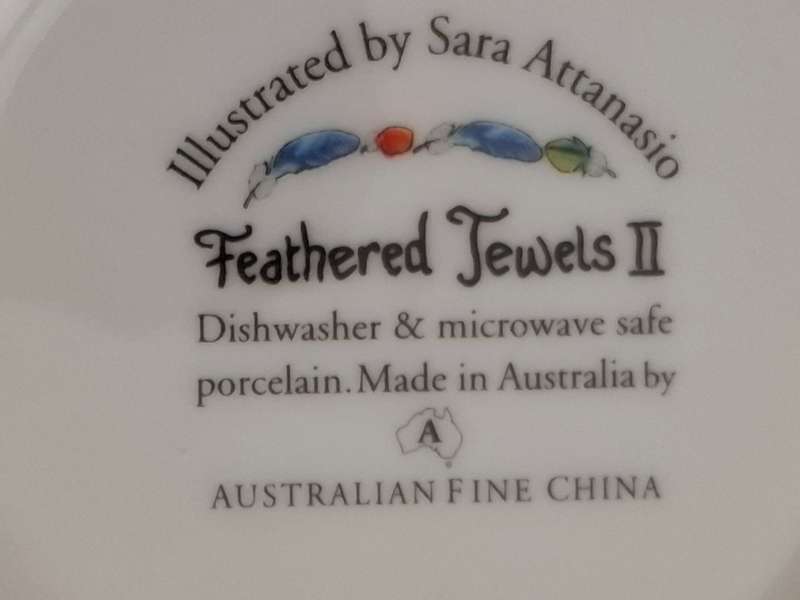 Illustrated by Sara Attanasio
Feathered Jewels II
Dishwasher & microwave safe
porcelain. Made in Australia by
A
AUSTRALIAN FINE CHINA